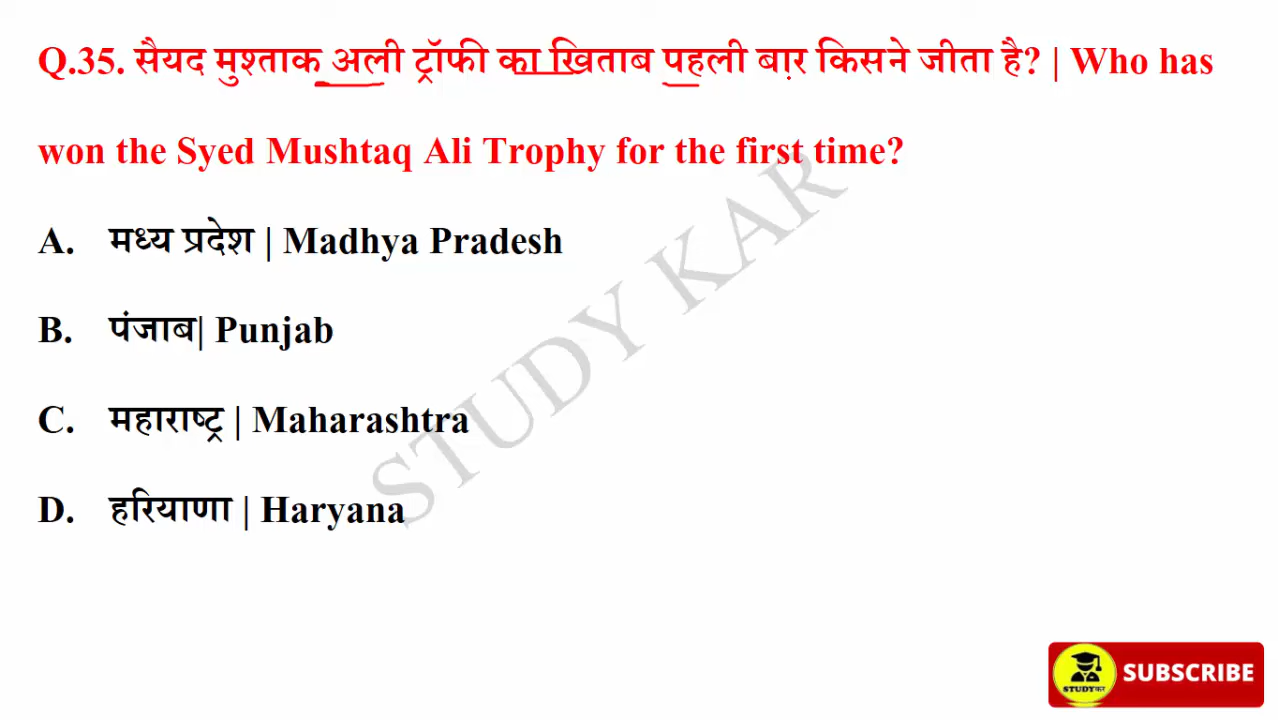 Q.35. सैयद मुश्ताक अली ट्रॉफी का खिताब पहली बार किसने जीता है? | Who has
won the Syed Mushtaq Ali Trophy for the first time?
A. मध्य प्रदेश | Madhya Pradesh
B. पंजाब| Punjab
C. महाराष्ट्र | Maharashtra
D. हरियाणा | Haryana
STUDY KAR
STUDYकर
SUBSCRIBE